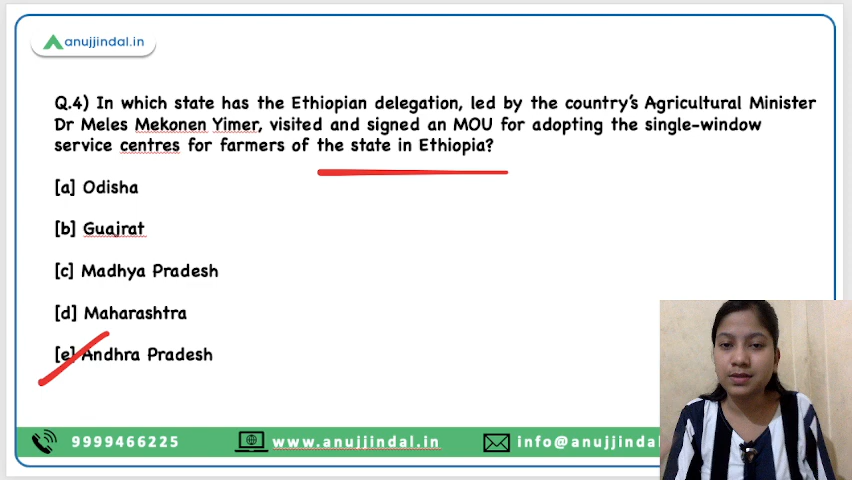 anujjindal.in
Q.4) In which state has the Ethiopian delegation, led by the country's Agricultural Minister
Dr Meles Mekonen Yimer, visited and signed an MOU for adopting the single-window
service centres for farmers of the state in Ethiopia?
[a] Odisha
[b] Guajrat
[c] Madhya Pradesh
[d] Maharashtra
[e] Andhra Pradesh
9999466225 www.anujjindal.in info@anujjindal